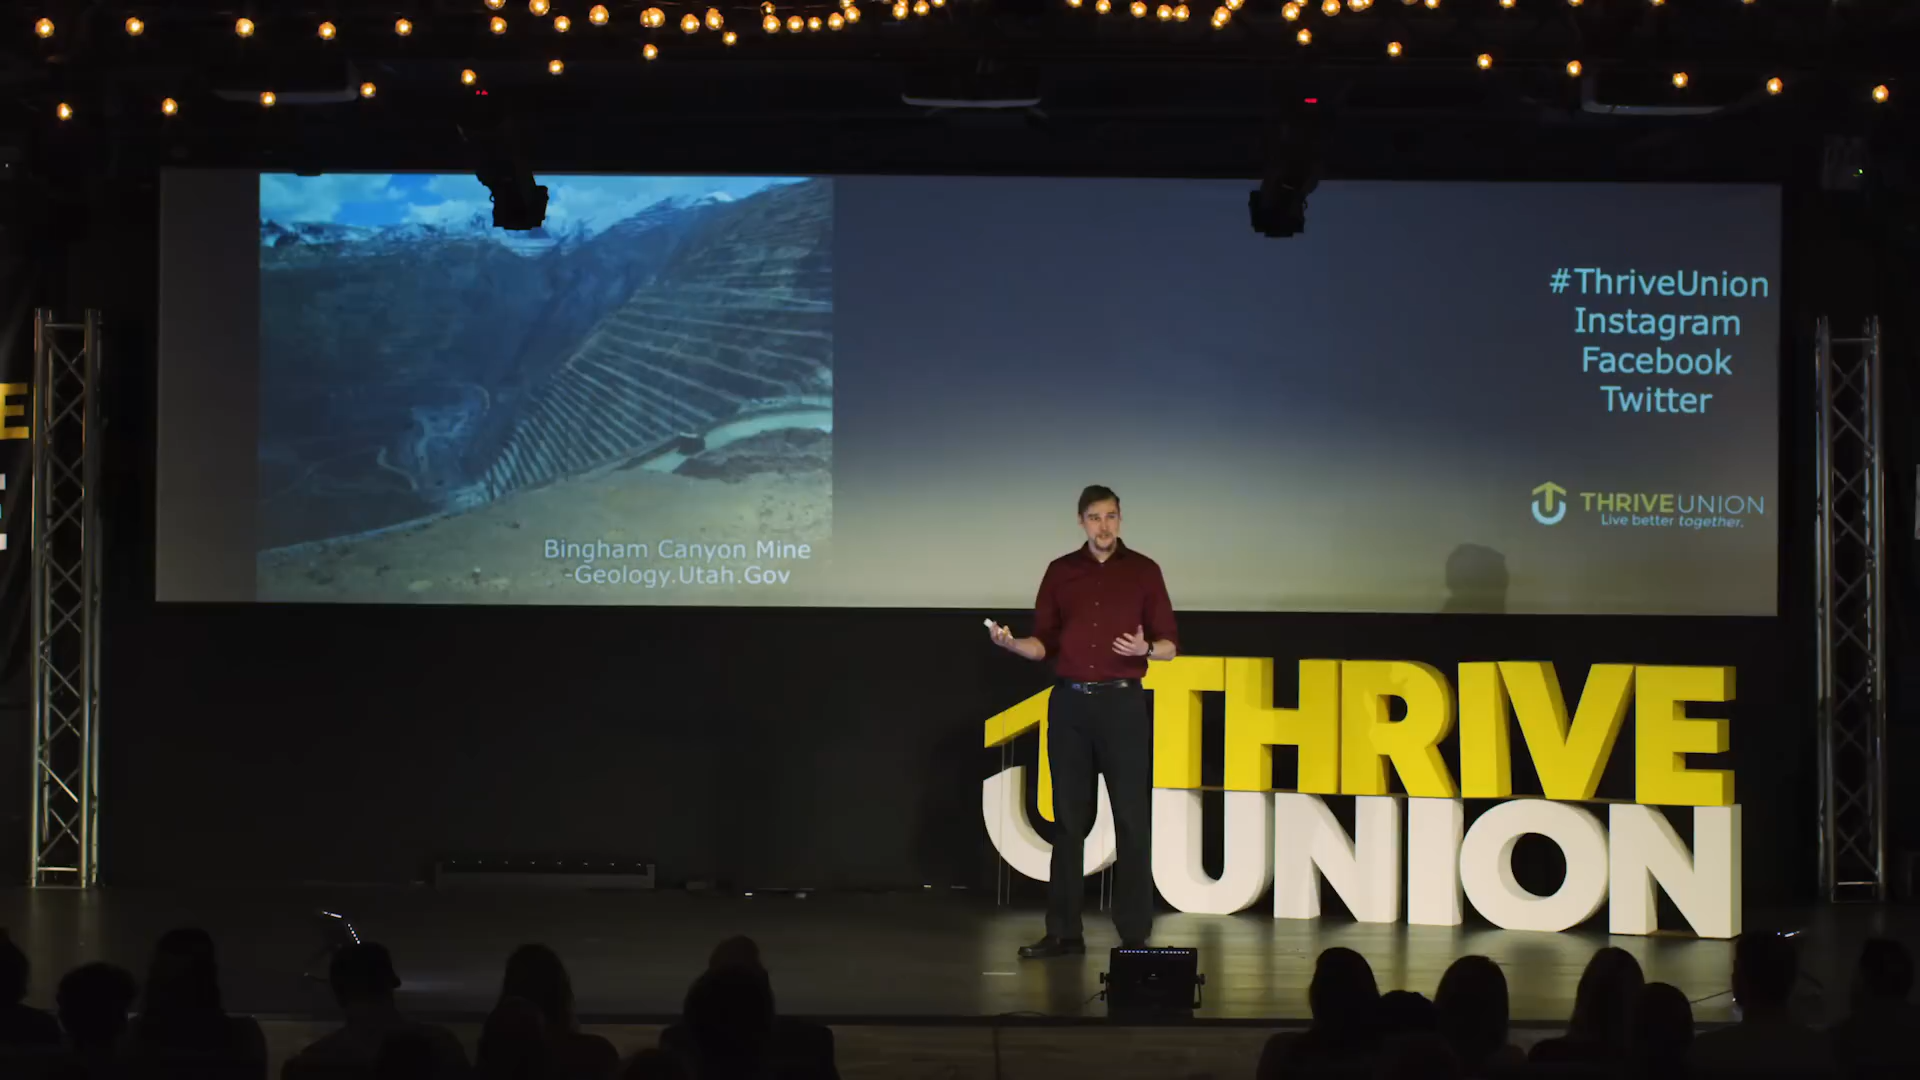 #ThriveUnion
Instagram
Facebook
Twitter
THRIVEUNION
Live better together.
Bingham Canyon Mine
-Geology.Utah.Gov
THRIVE
UNION
E